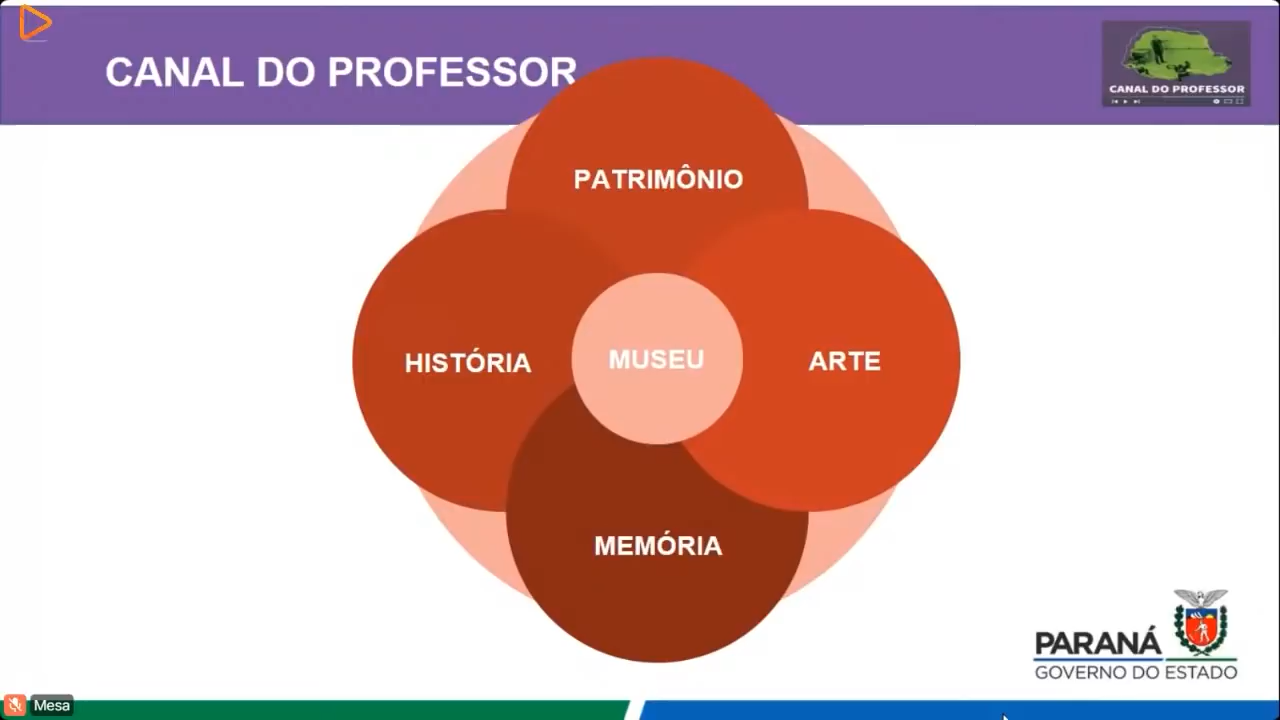 CANAL DO PROFESSOR
CANAL DO PROFESSOR
PATRIMÔNIO
HISTÓRIA
MUSEU
ARTE
MEMÓRIA
PARANÁ
GOVERNO DO ESTADO
Mesa